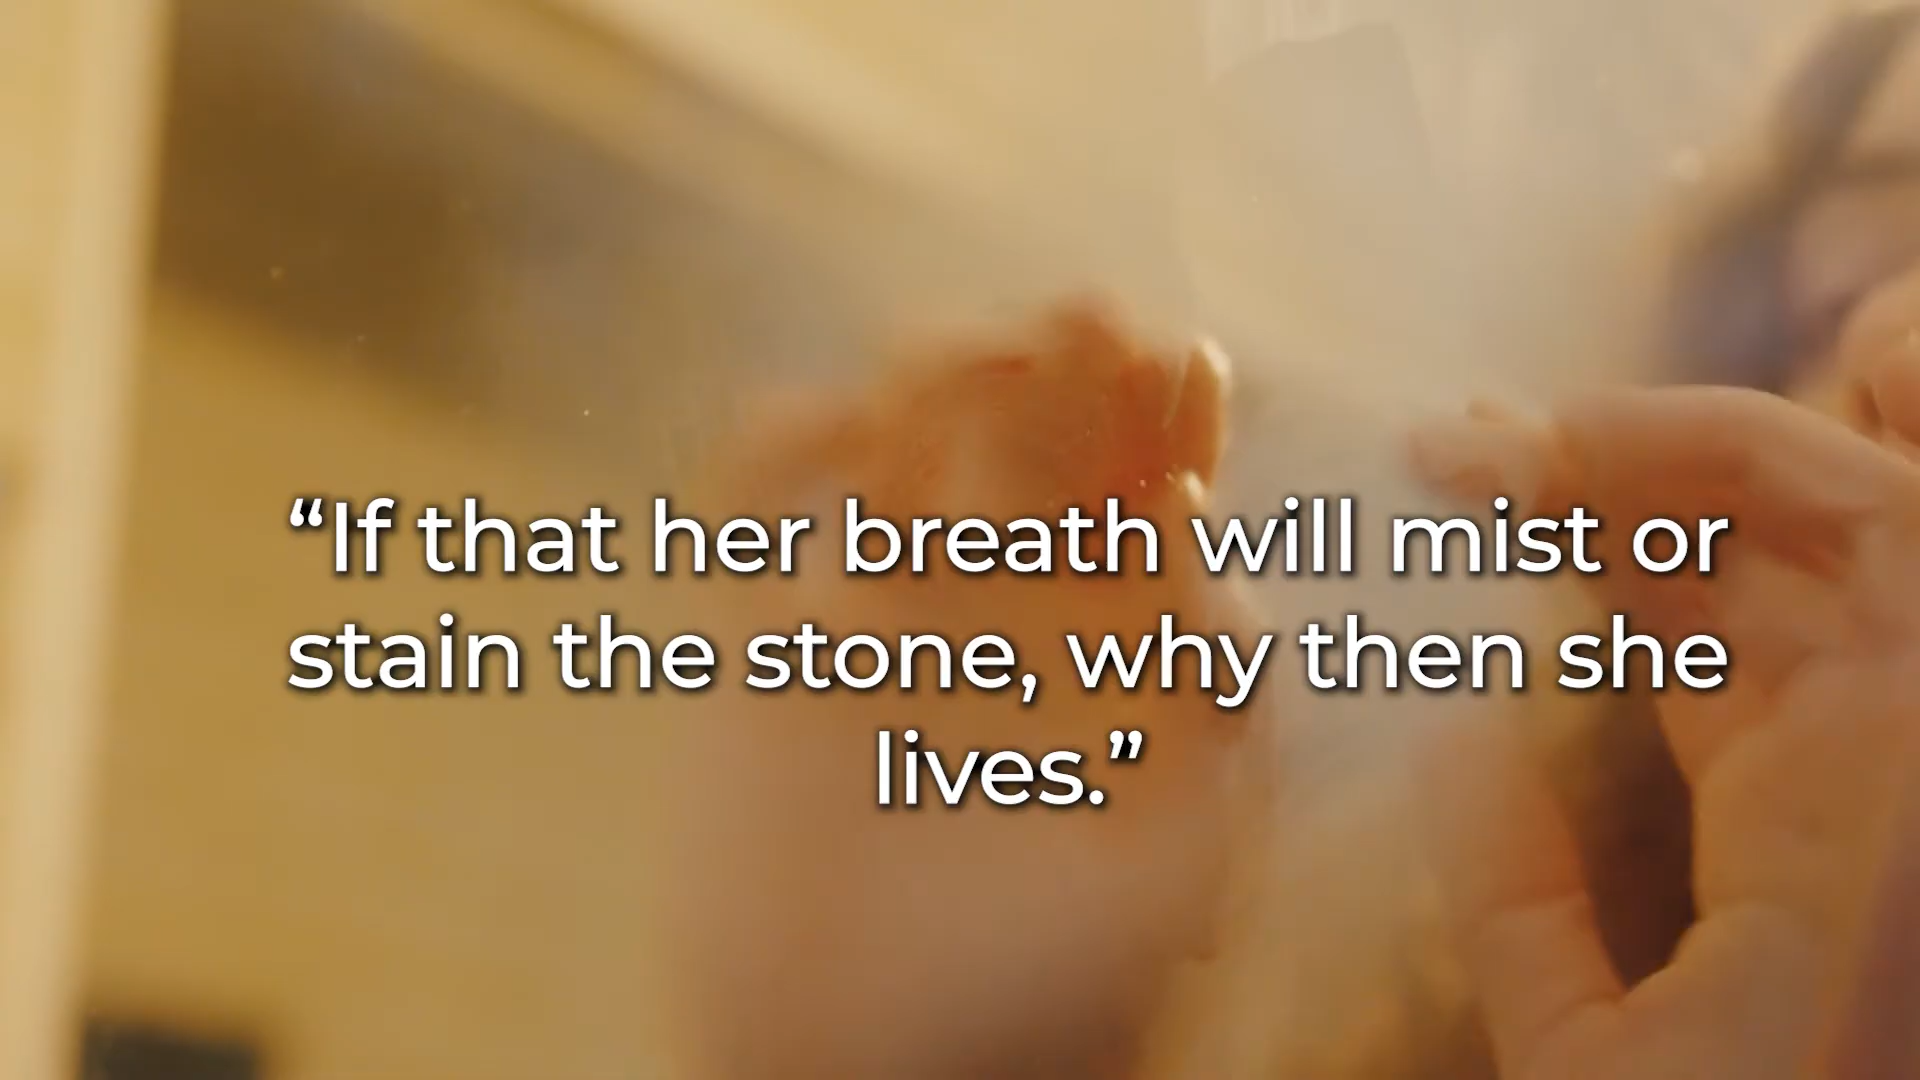 “If that her breath will mist or
stain the stone, why then she
lives.”